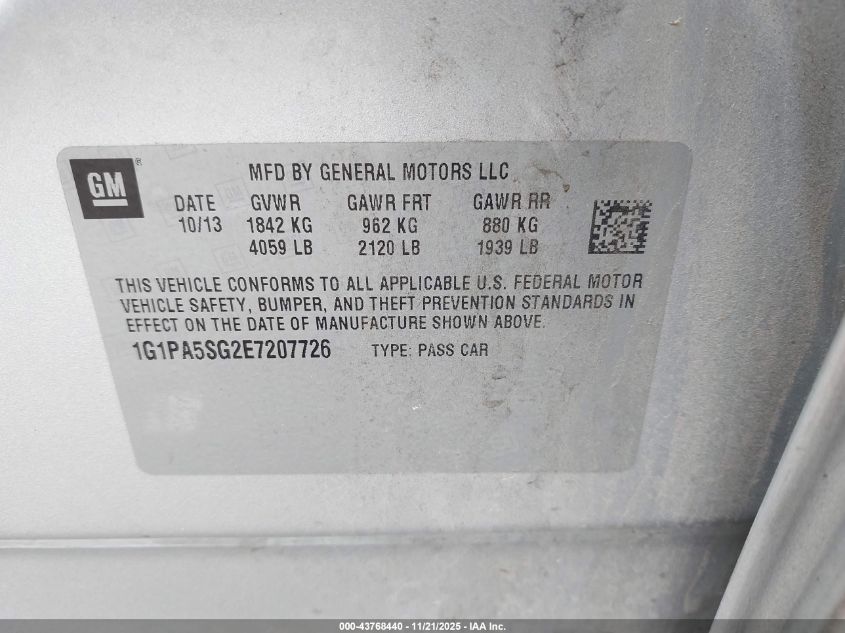 GM ®
MFD BY GENERAL MOTORS LLC
DATE GVWR GAWR FRT GAWR RR
10/13 1842 KG 962 KG 880 KG
4059 LB 2120 LB 1939 LB
THIS VEHICLE CONFORMS TO ALL APPLICABLE U.S. FEDERAL MOTOR
VEHICLE SAFETY, BUMPER, AND THEFT PREVENTION STANDARDS IN
EFFECT ON THE DATE OF MANUFACTURE SHOWN ABOVE.
1G1PA5SG2E7207726 TYPE: PASS CAR
000-43768440 - 11/21/2025 - IAA Inc.